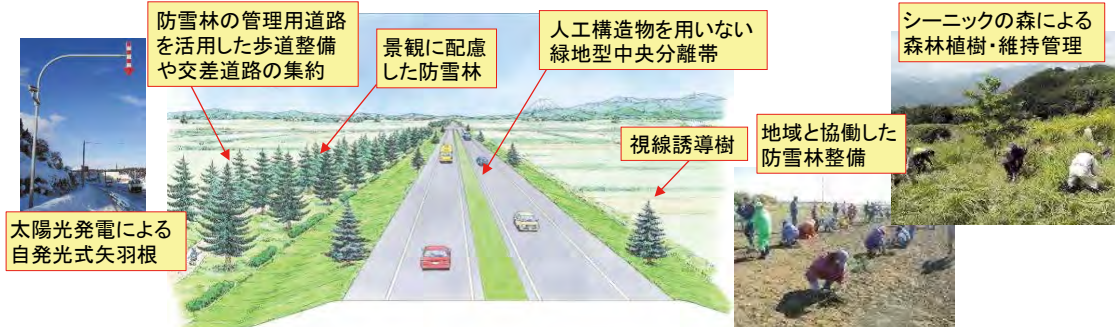 防雪林の管理用道路
を活用した歩道整備
や交差道路の集約
景観に配慮
した防雪林
人工構造物を用いない
緑地型中央分離帯
シーニックの森による
森林植樹・維持管理
視線誘導樹
地域と協働した
防雪林整備
太陽光発電による
自発光式矢羽根